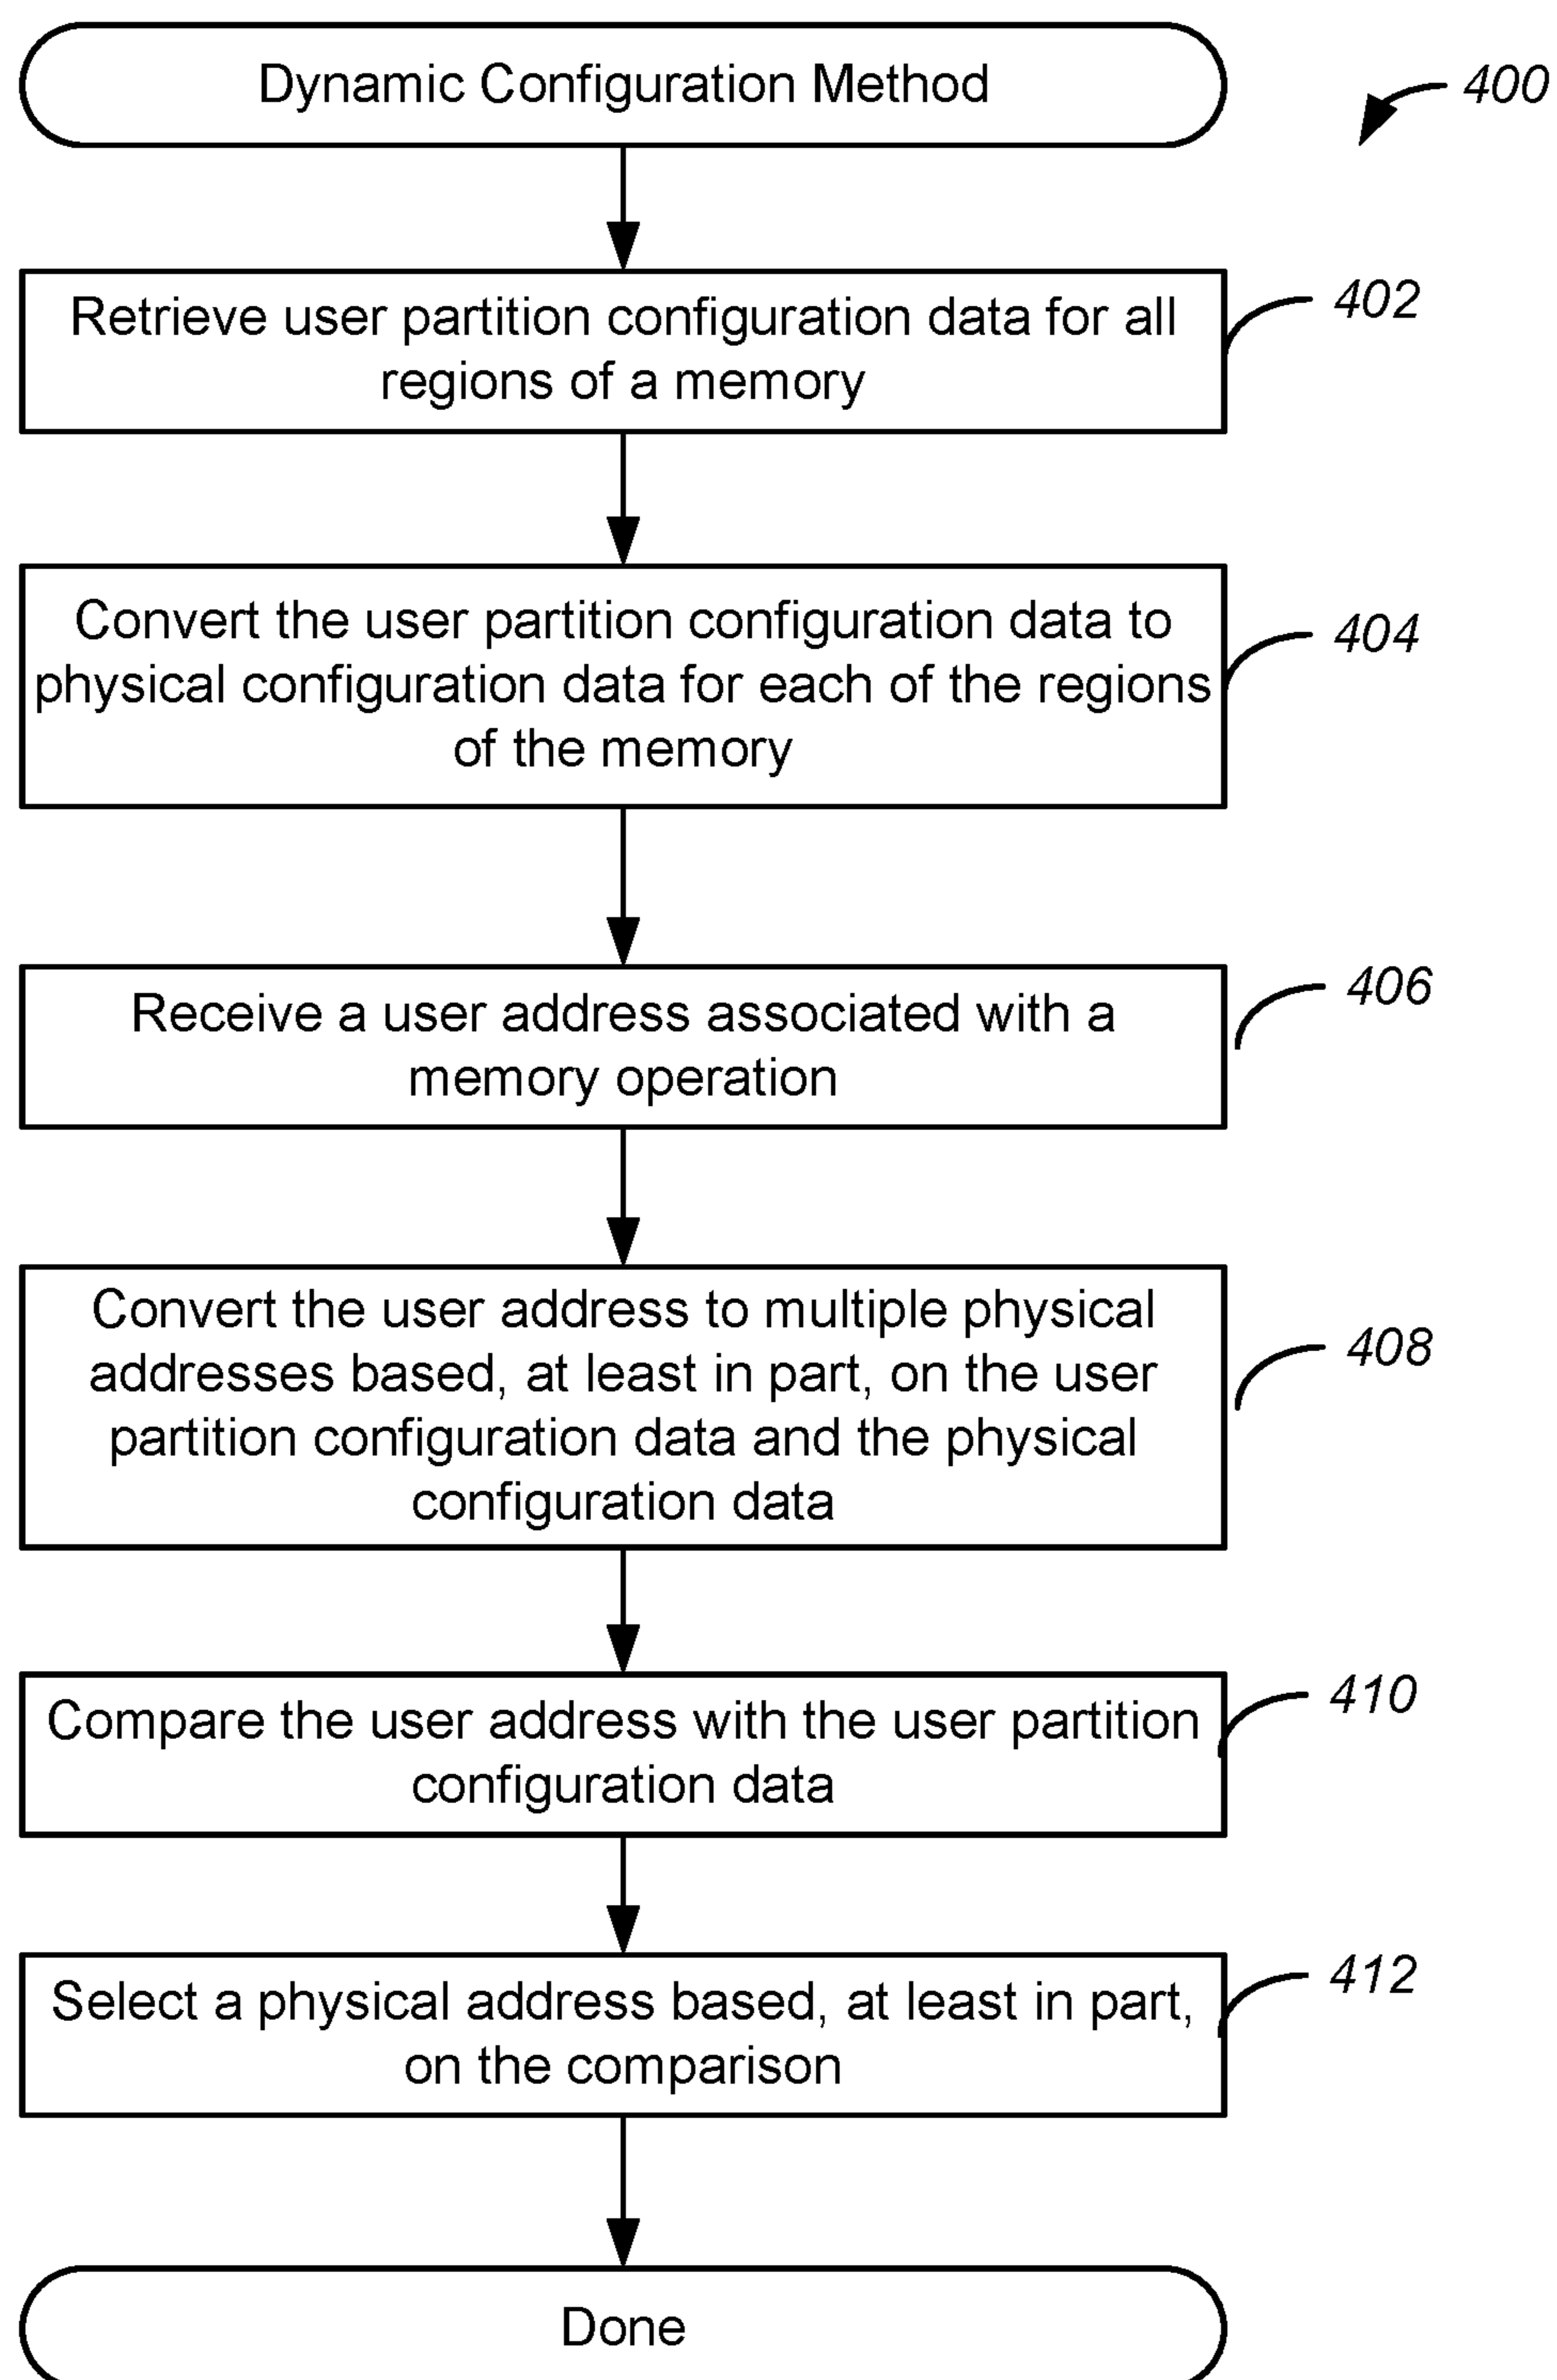 Dynamic Configuration Method
400
Retrieve user partition configuration data for all
regions of a memory
402
Convert the user partition configuration data to
physical configuration data for each of the regions
of the memory
404
Receive a user address associated with a
memory operation
406
Convert the user address to multiple physical
addresses based, at least in part, on the user
partition configuration data and the physical
configuration data
408
Compare the user address with the user partition
configuration data
410
Select a physical address based, at least in part,
on the comparison
412
Done